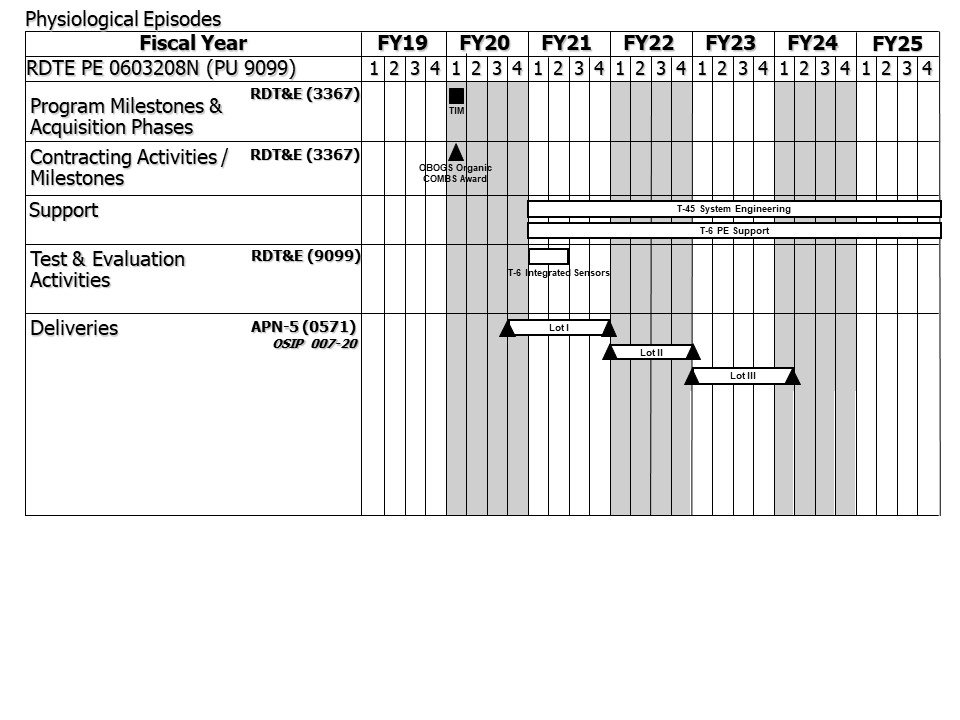 Physiological Episodes
Fiscal Year FY19 FY20 FY21 FY22 FY23 FY24 FY25
RDTE PE 0603208N (PU 9099) 1 2 3 4 1 2 3 4 1 2 3 4 1 2 3 4 1 2 3 4 1 2 3 4 1 2 3 4
RDT&E (3367)
Program Milestones &
Acquisition Phases
TIM
Contracting Activities /
Milestones
RDT&E (3367)
OBOGS Organic
COMBS Award
Support
T-45 System Engineering
T-6 PE Support
Test & Evaluation
Activities
RDT&E (9099)
T-6 Integrated Sensors
Deliveries
APN-5 (0571)
OSIP 007-20
Lot I
Lot II
Lot III